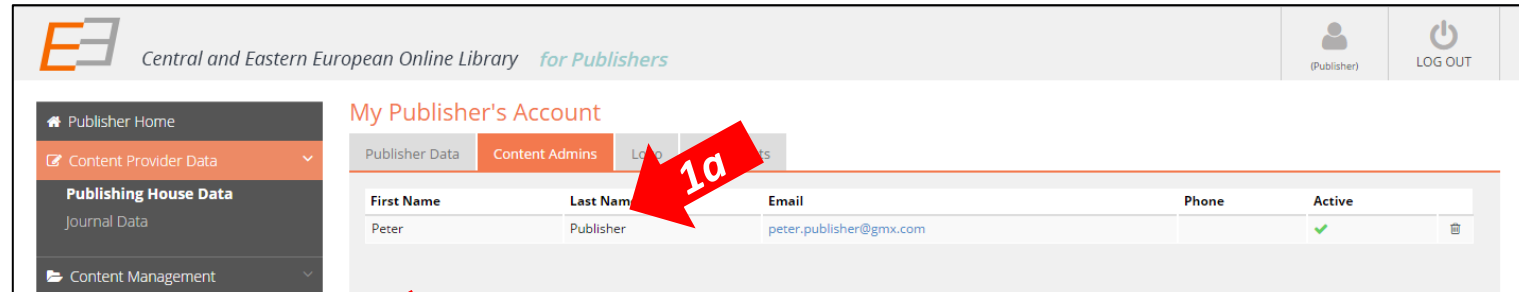 Central and Eastern European Online Library for Publishers
(Publisher)
LOG OUT
Publisher Home
Content Provider Data
Publishing House Data
Journal Data
Content Management
My Publisher's Account
Publisher Data Content Admins
1a
First Name Last Name Email Phone Active
Peter Publisher peter.publisher@gmx.com